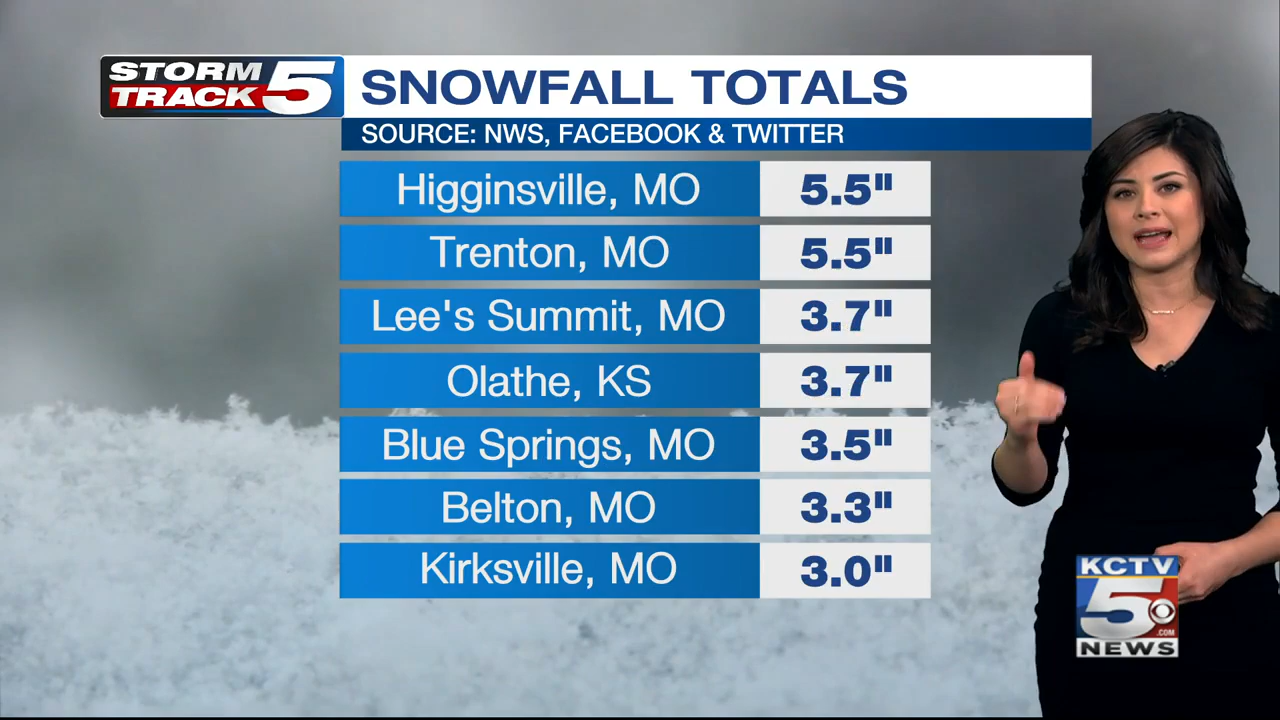 STORM
TRACK 5
SNOWFALL TOTALS
SOURCE: NWS, FACEBOOK & TWITTER
Higginsville, MO 5.5"
Trenton, MO 5.5"
Lee's Summit, MO 3.7"
Olathe, KS 3.7"
Blue Springs, MO 3.5"
Belton, MO 3.3"
Kirksville, MO 3.0"
KCTV
5
.COM
NEWS